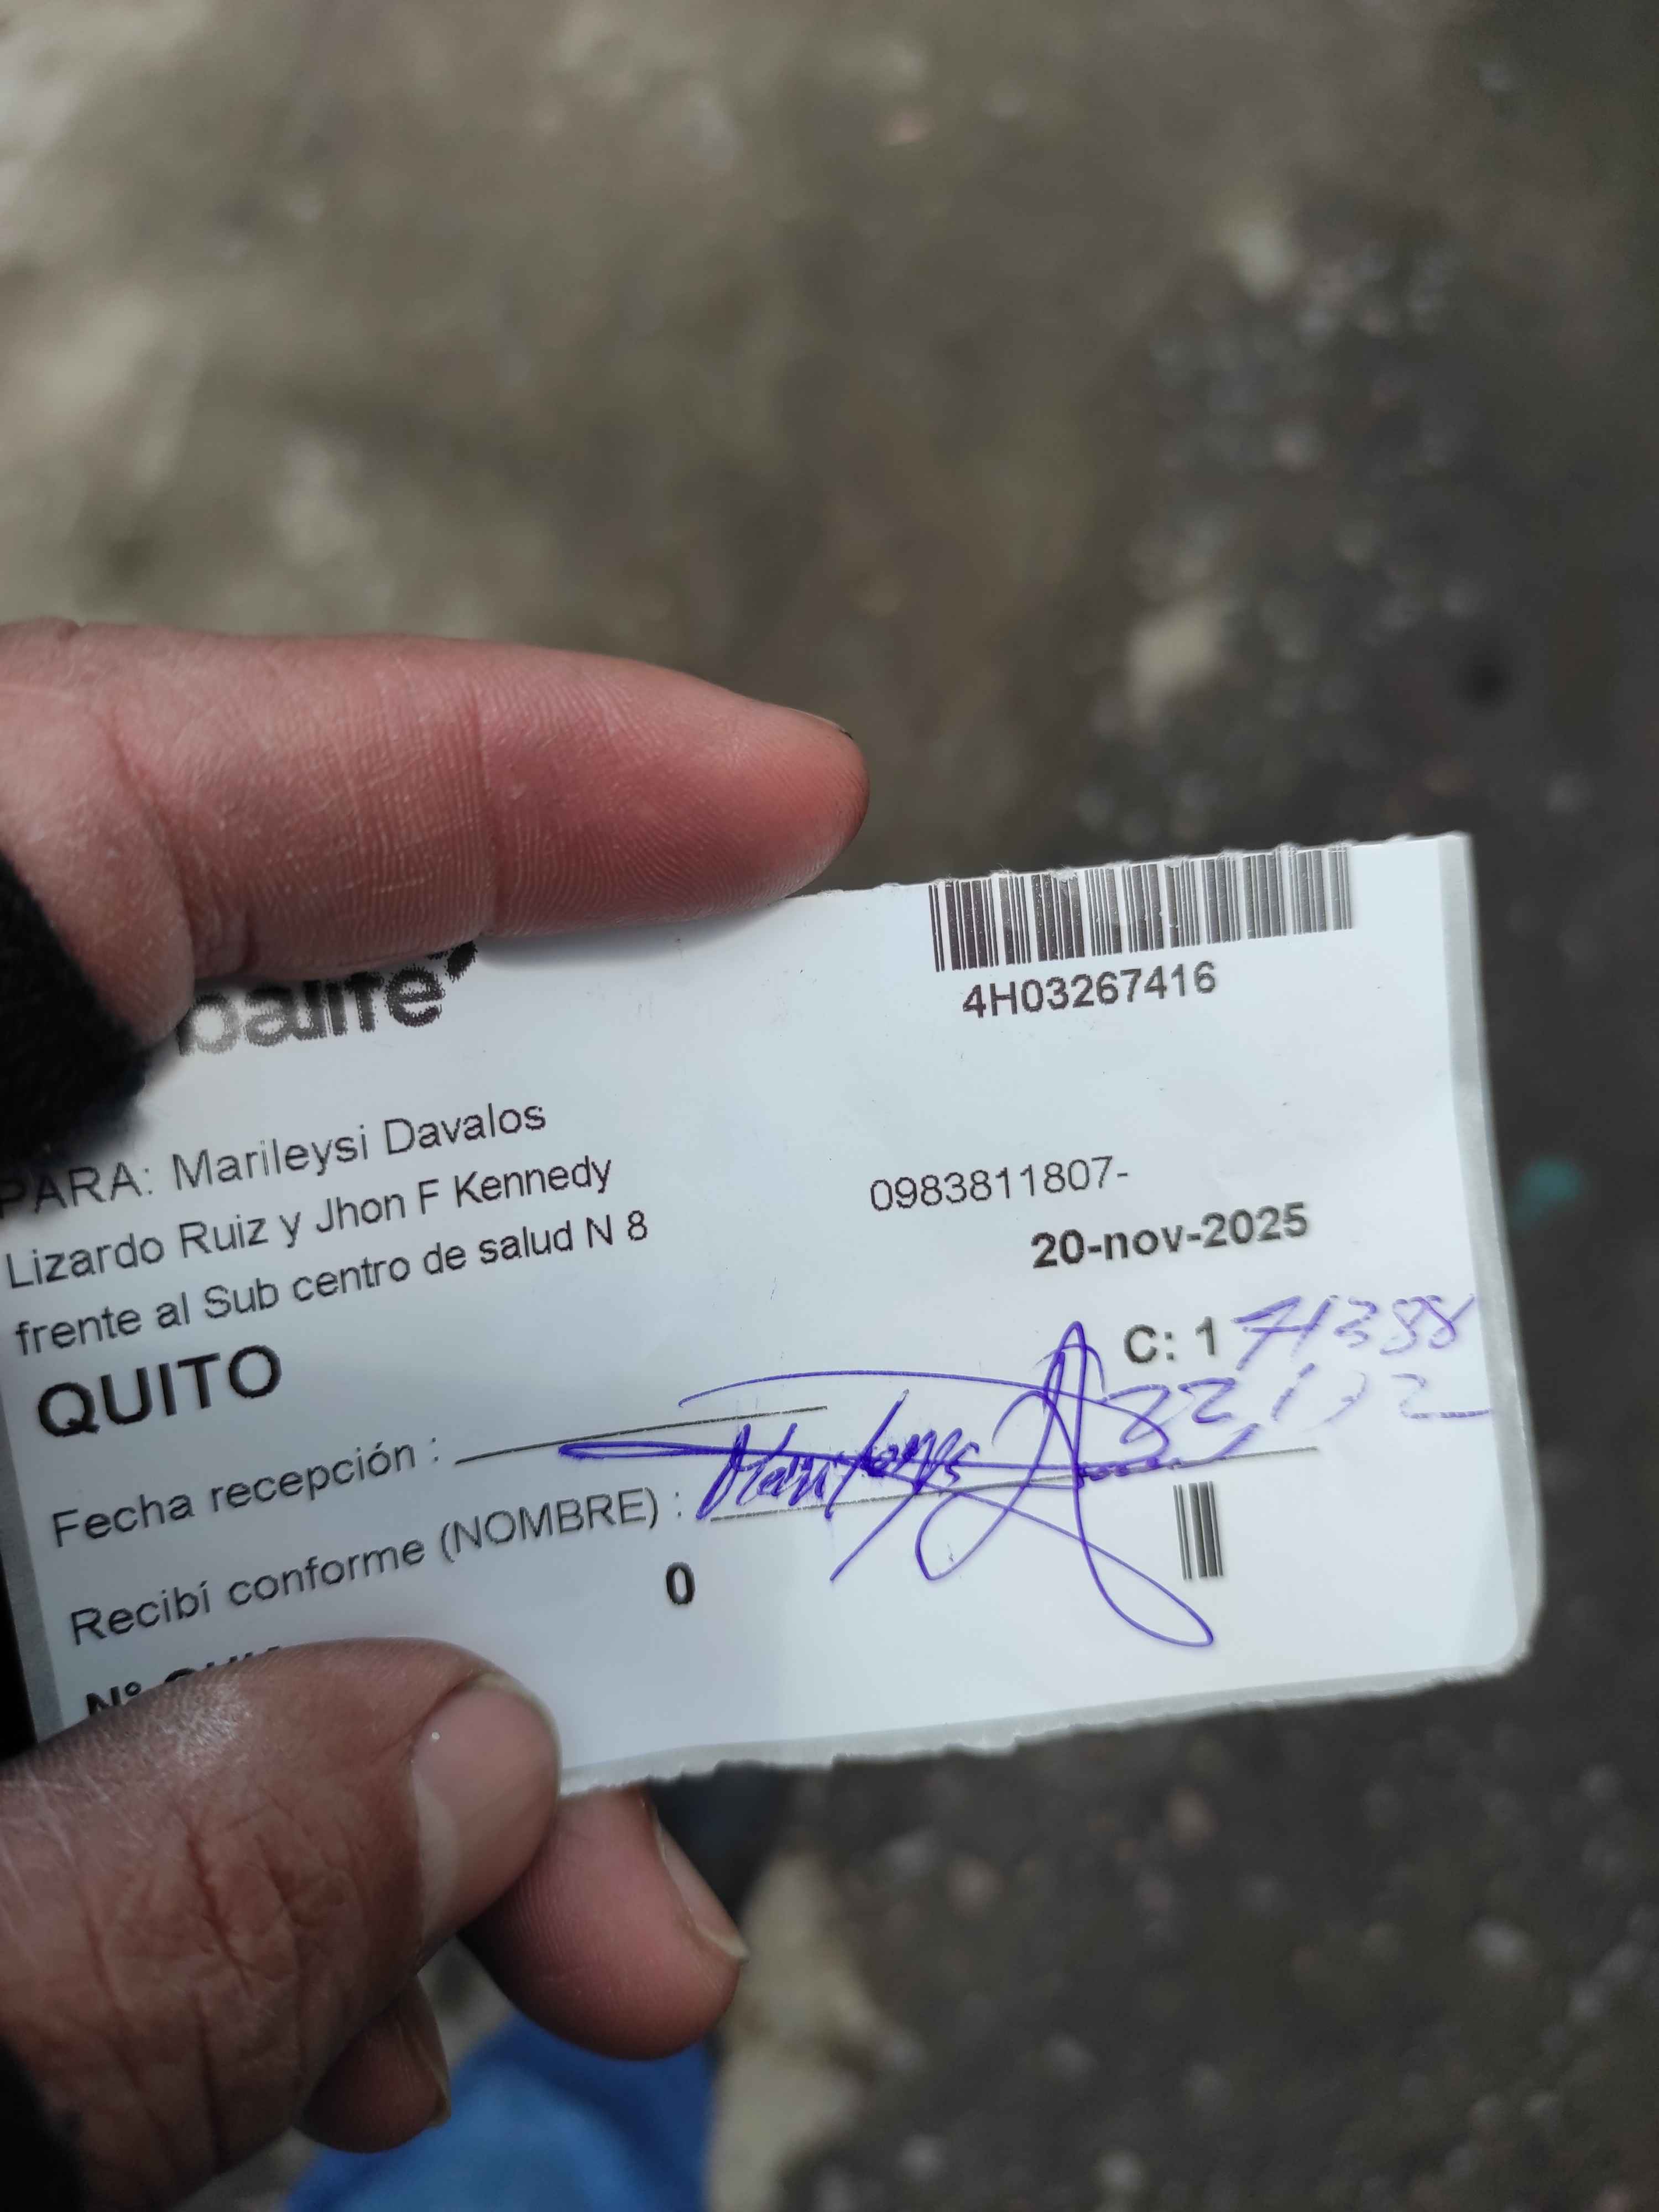 balife
4H03267416
PARA: Marileysi Davalos
Lizardo Ruiz y Jhon F Kennedy
0983811807-
frente al Sub centro de salud N 8
20-nov-2025
QUITO
C: 1
Fecha recepción :
Recibí conforme (NOMBRE) :
0